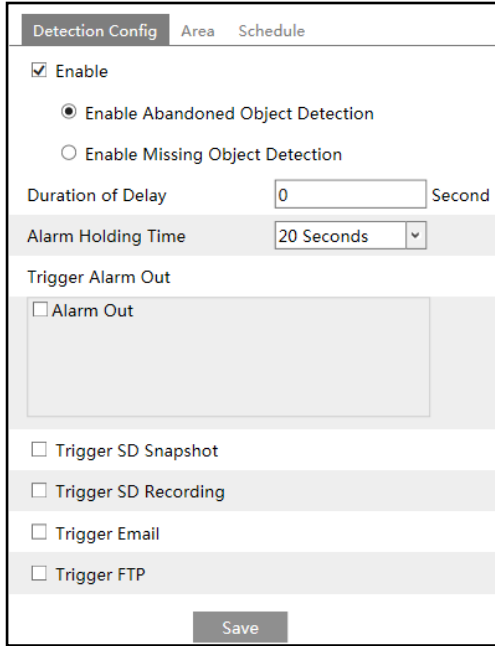 Detection Config Area Schedule
Enable
Enable Abandoned Object Detection
Enable Missing Object Detection
Duration of Delay 0 Second
Alarm Holding Time 20 Seconds
Trigger Alarm Out
Alarm Out
Trigger SD Snapshot
Trigger SD Recording
Trigger Email
Trigger FTP
Save